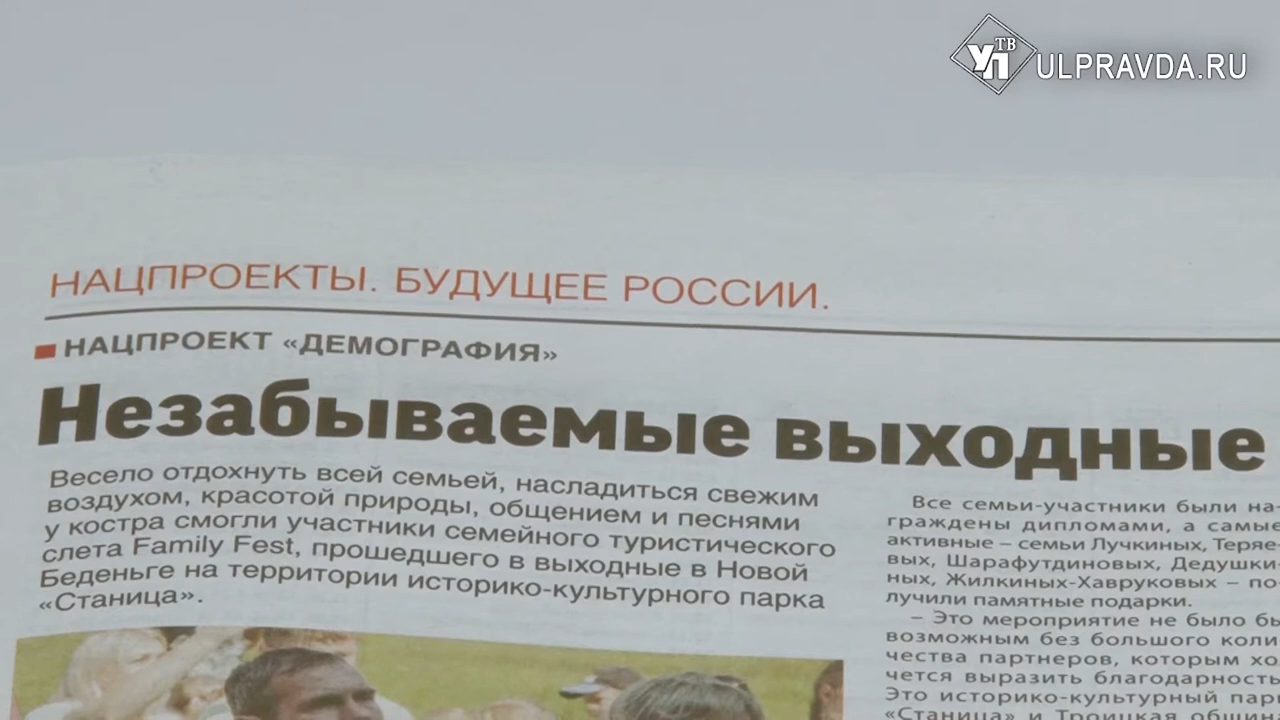 УП ТВ ULPRAVDA.RU
НАЦПРОЕКТЫ. БУДУЩЕЕ РОССИИ.
НАЦПРОЕКТ «ДЕМОГРАФИЯ»
Незабываемые выходные
Весело отдохнуть всей семьей, насладиться свежим
воздухом, красотой природы, общением и песнями
у костра смогли участники семейного туристического
слета Family Fest, прошедшего в выходные в Новой
Беденьге на территории историко-культурного парка
«Станица».
Все семьи-участники были на-
граждены дипломами, а самые
активные – семьи Лучкиных, Теряе-
вых, Шарафутдиновых, Дедушки-
ных, Жилкиных-Хавруковых – по-
лучили памятные подарки.
– Это мероприятие не было бы
возможным без большого коли-
чества партнеров, которым хо-
чется выразить благодарность.
Это историко-культурный парк
«Станица» и Троицкая